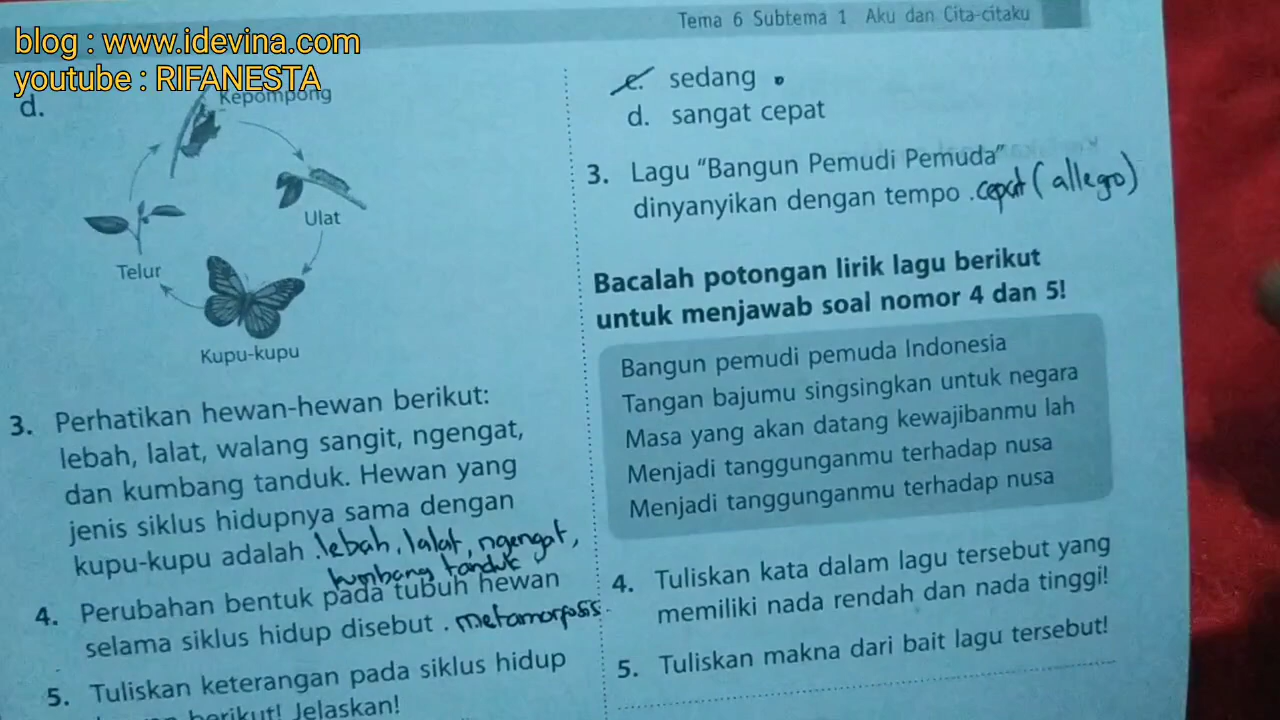 blog : www.idevina.com
youtube : RIFANESTA
Tema 6 Subtema 1 Aku dan Cita-citaku
d.
Kepompong
Ulat
Telur
Kupu-kupu
3. Perhatikan hewan-hewan berikut:
lebah, lalat, walang sangit, ngengat,
dan kumbang tanduk. Hewan yang
jenis siklus hidupnya sama dengan
kupu-kupu adalah .lebah, lalat, ngengat,
kumbang tanduk
4. Perubahan bentuk pada tubuh hewan
selama siklus hidup disebut . metamorfosis.
5. Tuliskan keterangan pada siklus hidup
berikut! Jelaskan!
c. sedang
d. sangat cepat
3. Lagu “Bangun Pemudi Pemuda”
dinyanyikan dengan tempo .cepat (allegro)
Bacalah potongan lirik lagu berikut
untuk menjawab soal nomor 4 dan 5!
Bangun pemudi pemuda Indonesia
Tangan bajumu singsingkan untuk negara
Masa yang akan datang kewajibanmu lah
Menjadi tanggunganmu terhadap nusa
Menjadi tanggunganmu terhadap nusa
4. Tuliskan kata dalam lagu tersebut yang
memiliki nada rendah dan nada tinggi!
5. Tuliskan makna dari bait lagu tersebut!